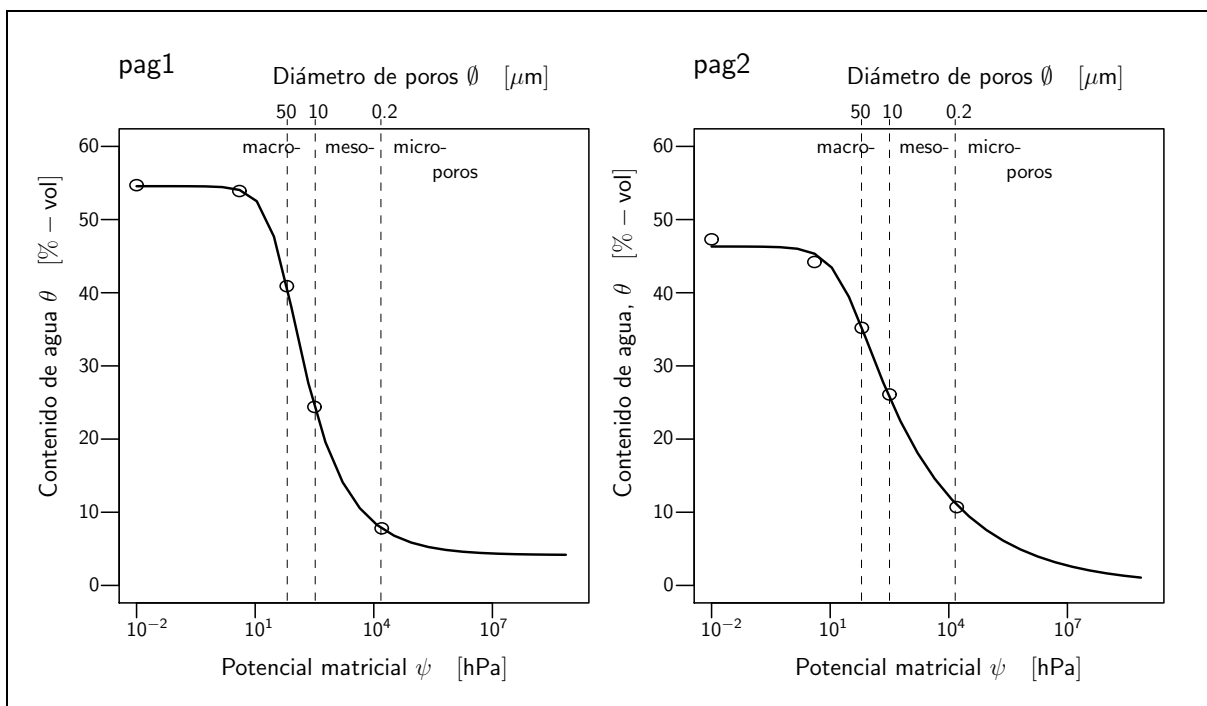 pag1
Diámetro de poros ∅ [μm]
50 10 0.2
macro- meso- micro-
poros
60
50
40
30
20
10
0
Contenido de agua θ [% − vol]
10⁻² 10¹ 10⁴ 10⁷
Potencial matricial ψ [hPa]
pag2
Diámetro de poros ∅ [μm]
50 10 0.2
macro- meso- micro-
poros
60
50
40
30
20
10
0
Contenido de agua, θ [% − vol]
10⁻² 10¹ 10⁴ 10⁷
Potencial matricial ψ [hPa]